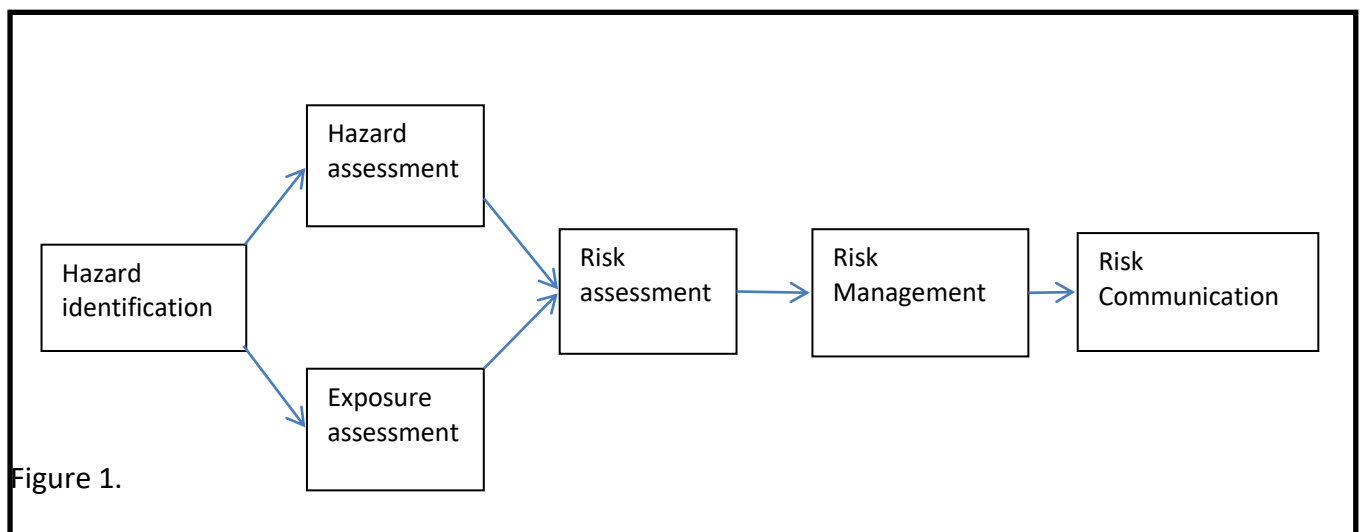 Hazard
assessment
Hazard
identification
Exposure
assessment
Risk
assessment
Risk
Management
Risk
Communication
Figure 1.